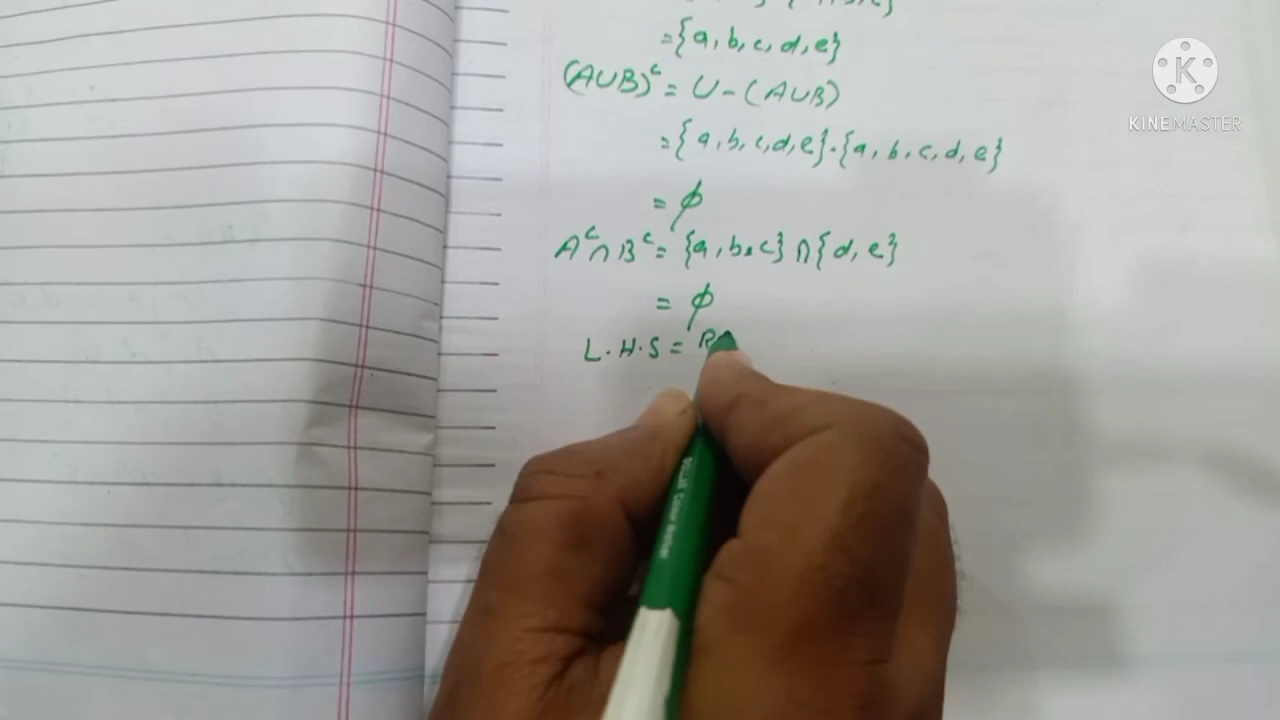 ={a, b, c, d, e}
(A∪B)ᶜ = U - (A∪B)
={a, b, c, d, e}-{a, b, c, d, e}
= ϕ
Aᶜ∩Bᶜ = {a, b, c} ∩ {d, e}
= ϕ
L.H.S = R
K
KINEMASTER